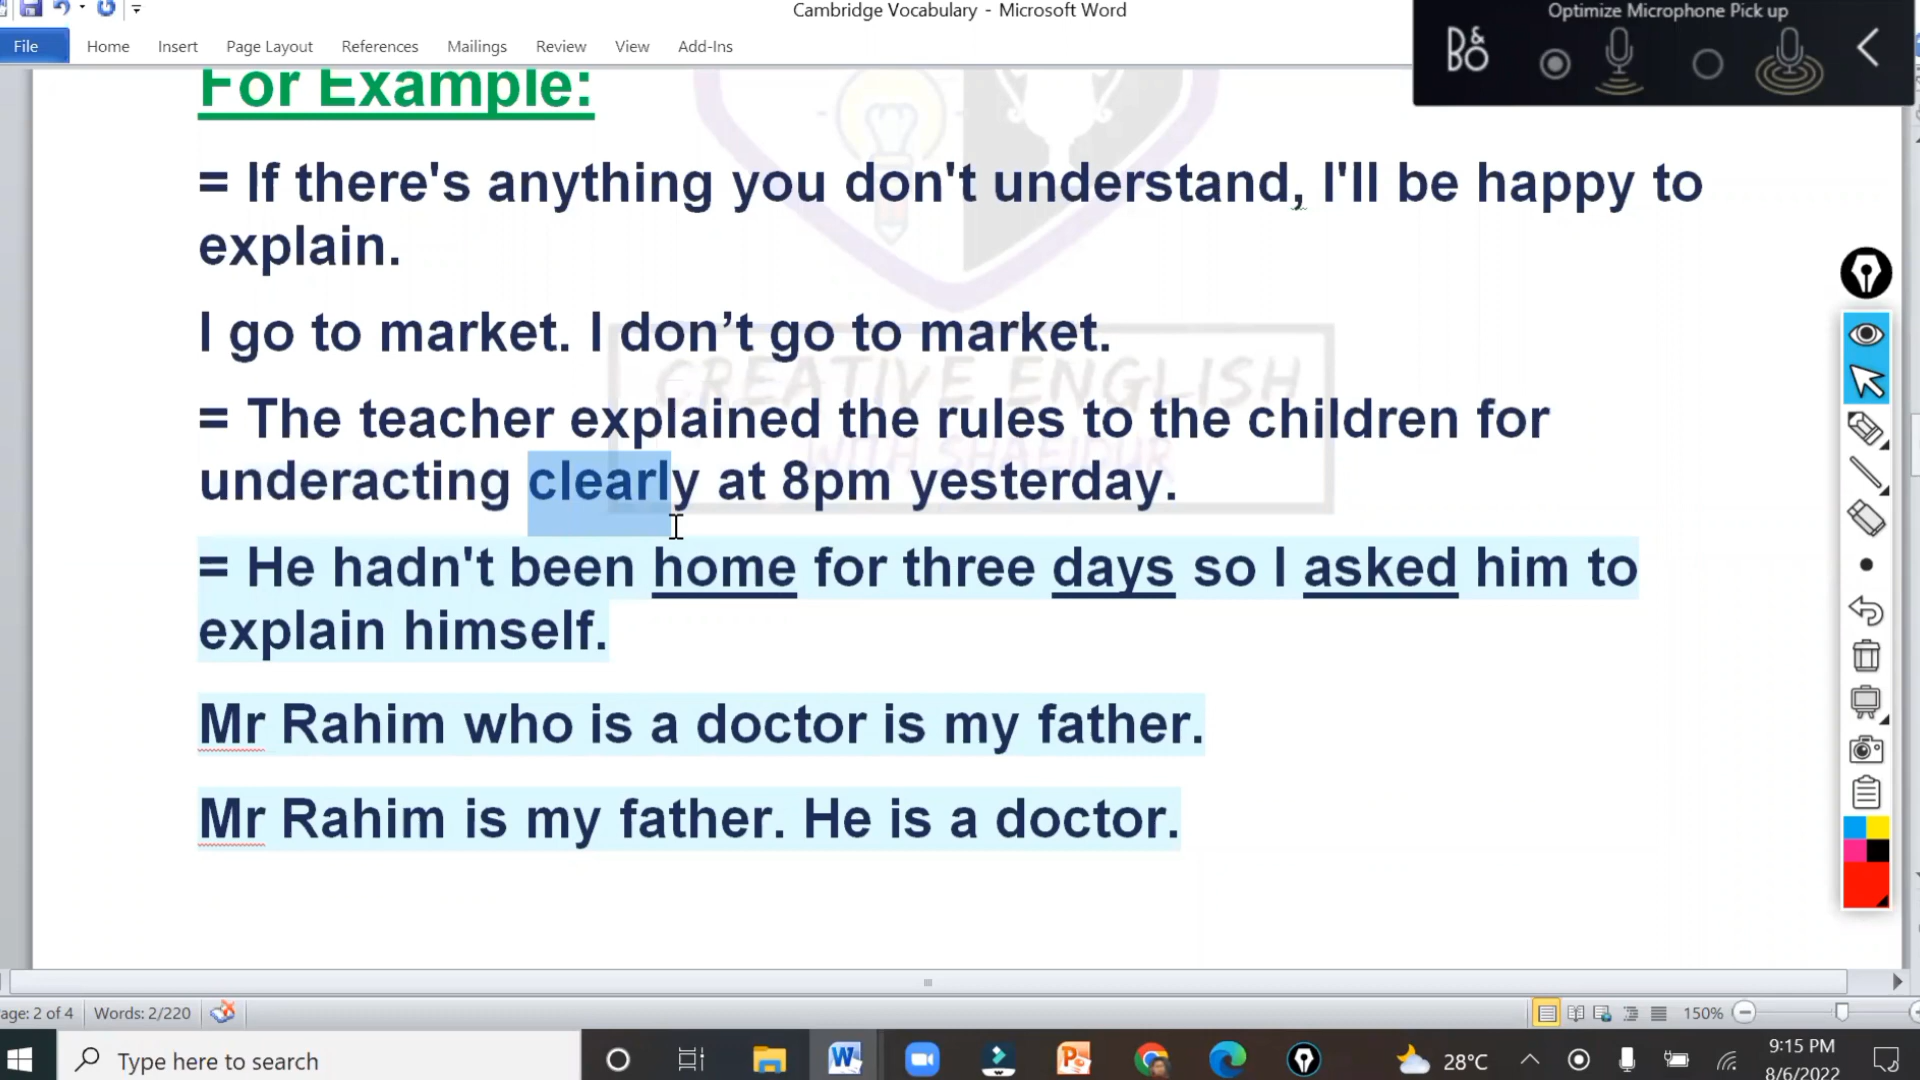 Cambridge Vocabulary - Microsoft Word
Optimize Microphone Pick up
B&O
File Home Insert Page Layout References Mailings Review View Add-Ins
For Example:
= If there's anything you don't understand, I'll be happy to
explain.
I go to market. I don’t go to market.
CREATIVE ENGLISH
= The teacher explained the rules to the children for
WITH SHAEIDUR
underacting clearly at 8pm yesterday.
= He hadn't been home for three days so I asked him to
explain himself.
Mr Rahim who is a doctor is my father.
Mr Rahim is my father. He is a doctor.
age: 2 of 4 Words: 2/220 150%
Type here to search 28°C 9:15 PM
8/6/2022